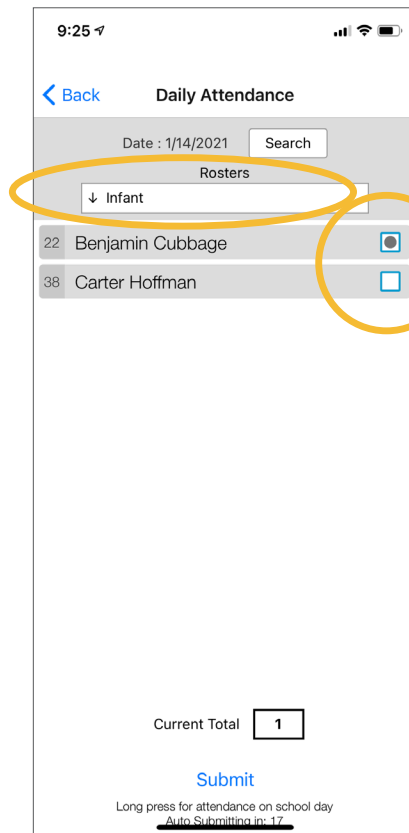 9:25
Back Daily Attendance
Date : 1/14/2021 Search
Rosters
↓ Infant
22 Benjamin Cubbage
38 Carter Hoffman
Current Total 1
Submit
Long press for attendance on school day
Auto Submitting in: 17